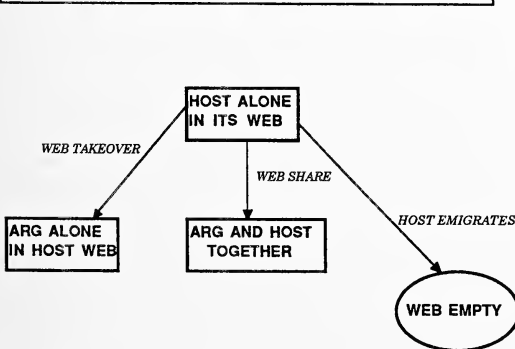 HOST ALONE
IN ITS WEB
WEB TAKEOVER
WEB SHARE
HOST EMIGRATES
ARG ALONE
IN HOST WEB
ARG AND HOST
TOGETHER
WEB EMPTY